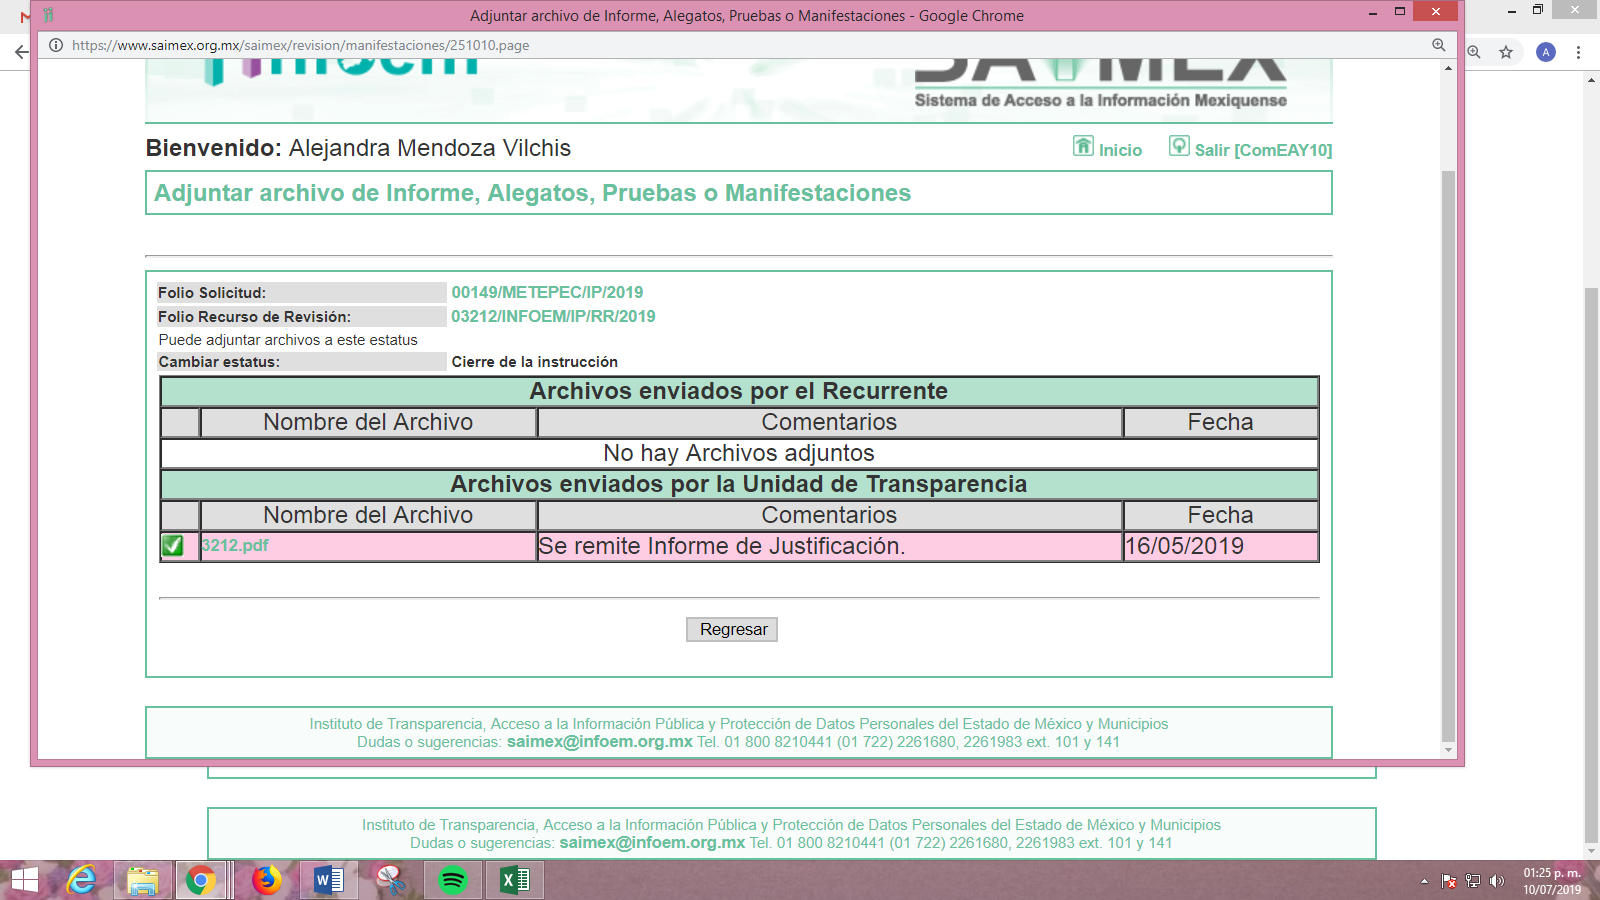 Adjuntar archivo de Informe, Alegatos, Pruebas o Manifestaciones - Google Chrome
https://www.saimex.org.mx/saimex/revision/manifestaciones/251010.page
infoem
SAIMEX
Sistema de Acceso a la Información Mexiquense
Bienvenido: Alejandra Mendoza Vilchis
Inicio
Salir [ComEAY10]
Adjuntar archivo de Informe, Alegatos, Pruebas o Manifestaciones
Folio Solicitud: 00149/METEPEC/IP/2019
Folio Recurso de Revisión: 03212/INFOEM/IP/RR/2019
Puede adjuntar archivos a este estatus
Cambiar estatus: Cierre de la instrucción
Archivos enviados por el Recurrente
Nombre del Archivo Comentarios Fecha
No hay Archivos adjuntos
Archivos enviados por la Unidad de Transparencia
Nombre del Archivo Comentarios Fecha
3212.pdf Se remite Informe de Justificación. 16/05/2019
Regresar
Instituto de Transparencia, Acceso a la Información Pública y Protección de Datos Personales del Estado de México y Municipios
Dudas o sugerencias: saimex@infoem.org.mx Tel. 01 800 8210441 (01 722) 2261680, 2261983 ext. 101 y 141
Instituto de Transparencia, Acceso a la Información Pública y Protección de Datos Personales del Estado de México y Municipios
Dudas o sugerencias: saimex@infoem.org.mx Tel. 01 800 8210441 (01 722) 2261680, 2261983 ext. 101 y 141
A
01:25 p. m.
10/07/2019